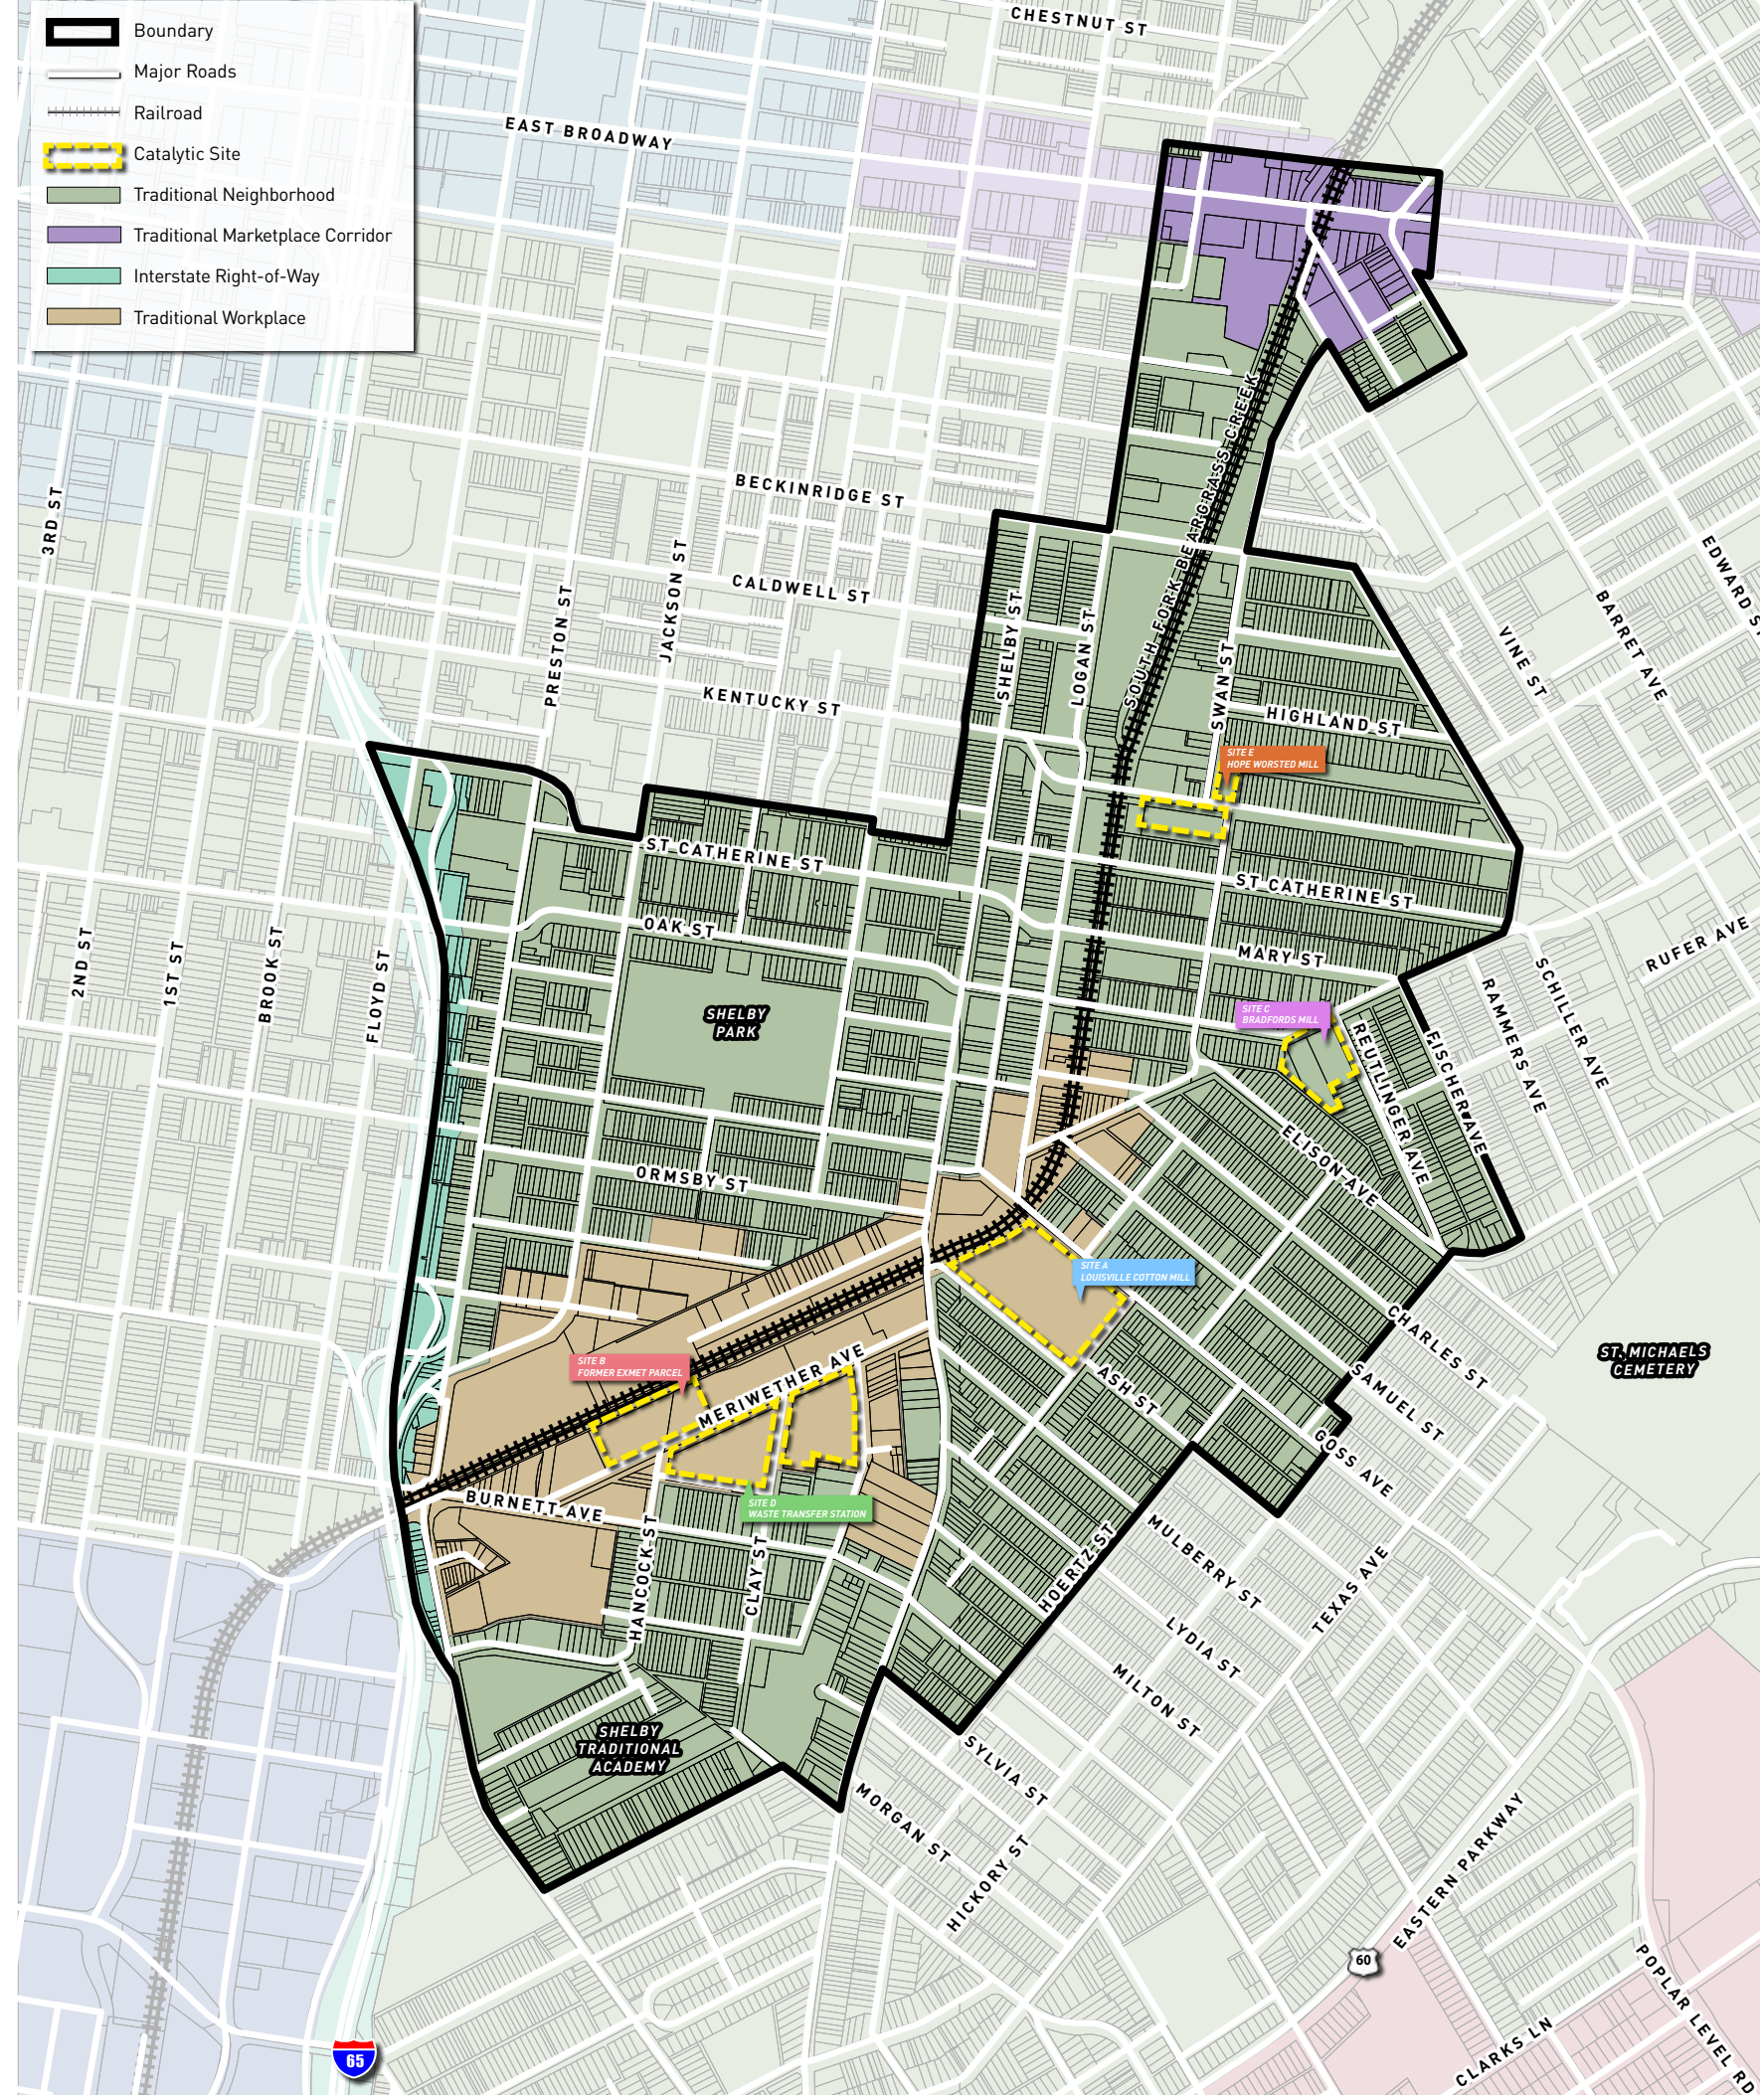 Boundary
Major Roads
Railroad
Catalytic Site
Traditional Neighborhood
Traditional Marketplace Corridor
Interstate Right-of-Way
Traditional Workplace
CHESTNUT ST
EAST BROADWAY
BECKINRIDGE ST
3RD ST
CALDWELL ST
JACKSON ST
PRESTON ST
KENTUCKY ST
SHELBY ST
LOGAN ST
SOUTH FORK BEARGRASS CREEK
SWAN ST
HIGHLAND ST
VINE ST
BARRET AVE
EDWARD ST
SITE E
HOPE WORSTED MILL
ST CATHERINE ST
ST CATHERINE ST
OAK ST
MARY ST
2ND ST
1ST ST
BROOK ST
FLOYD ST
SHELBY
PARK
SITE C
BRADFORDS MILL
REUTLINGER AVE
FISCHER AVE
RAMMERS AVE
SCHILLER AVE
RUFER AVE
ELISON AVE
ORMSBY ST
SITE A
LOUISVILLE COTTON MILL
CHARLES ST
SAMUEL ST
GOSS AVE
ST. MICHAELS
CEMETERY
SITE B
FORMER EXMET PARCEL
MERIWETHER AVE
ASH ST
SITE D
WASTE TRANSFER STATION
BURNETT AVE
HANCOCK ST
CLAY ST
HOERTZ ST
MULBERRY ST
TEXAS AVE
LYDIA ST
MILTON ST
SHELBY
TRADITIONAL
ACADEMY
SYLVIA ST
MORGAN ST
HICKORY ST
EASTERN PARKWAY
60
POPLAR LEVEL RD
CLARKS LN
65